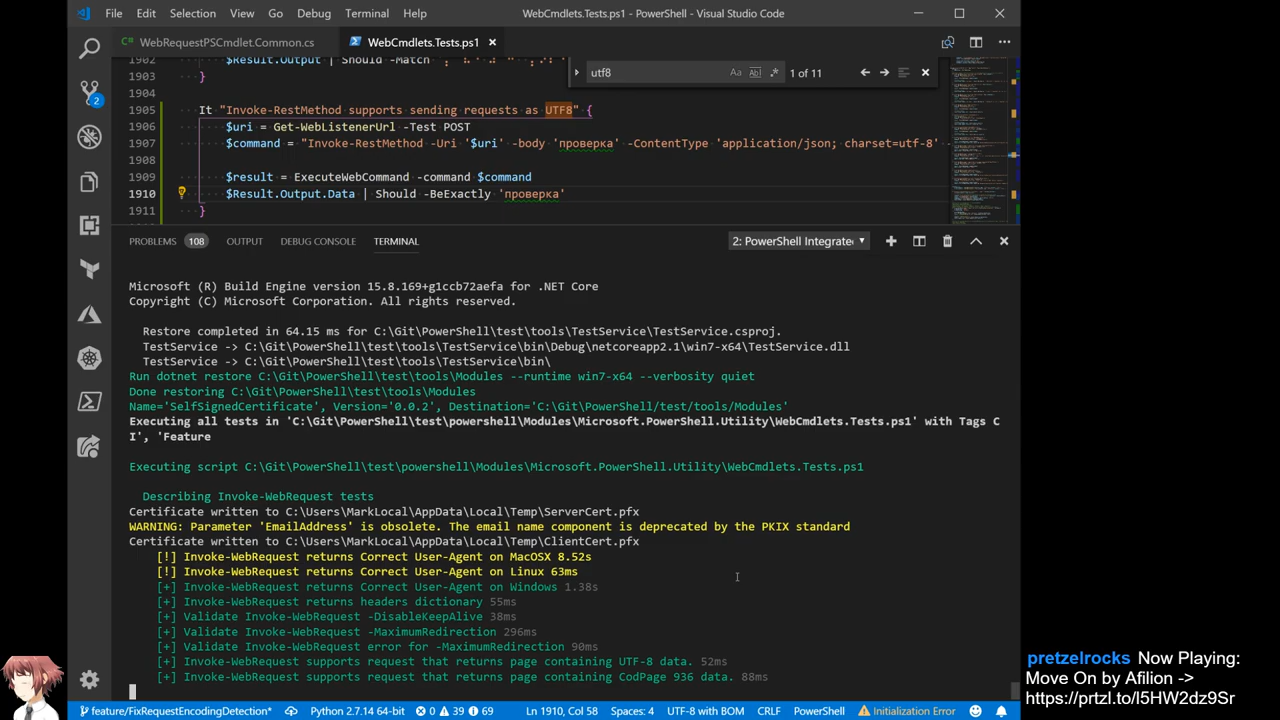 File Edit Selection View Go Debug Terminal Help WebCmdlets.Tests.ps1 - PowerShell - Visual Studio Code
WebRequestPSCmdlet.Common.cs WebCmdlets.Tests.ps1
1902 $Result.Output | Should -Match
utf8 1 of 11
1903 }
1904
1905 It "InvokeRestMethod supports sending requests as UTF8" {
1906 $uri = Get-WebListenerUrl -Test POST
1907 $command = "InvokeRestMethod -Uri '$uri' -Body 'проверка' -ContentType 'application/json; charset=utf-8'
1908
1909 $result = ExecuteWebCommand -command $command
1910 $Result.Output.Data | Should -BeExactly 'проверка'
1911 }
PROBLEMS 108 OUTPUT DEBUG CONSOLE TERMINAL 2: PowerShell Integrate
Microsoft (R) Build Engine version 15.8.169+g1ccb72aefa for .NET Core
Copyright (C) Microsoft Corporation. All rights reserved.
Restore completed in 64.15 ms for C:\Git\PowerShell\test\tools\TestService\TestService.csproj.
TestService -> C:\Git\PowerShell\test\tools\TestService\bin\Debug\netcoreapp2.1\win7-x64\TestService.dll
TestService -> C:\Git\PowerShell\test\tools\TestService\bin\
Run dotnet restore C:\Git\PowerShell\test\tools\Modules --runtime win7-x64 --verbosity quiet
Done restoring C:\Git\PowerShell\test\tools\Modules
Name='SelfSignedCertificate', Version='0.0.2', Destination='C:\Git\PowerShell/test/tools/Modules'
Executing all tests in 'C:\Git\PowerShell\test\powershell\Modules\Microsoft.PowerShell.Utility\WebCmdlets.Tests.ps1' with Tags C
I', 'Feature
Executing script C:\Git\PowerShell\test\powershell\Modules\Microsoft.PowerShell.Utility\WebCmdlets.Tests.ps1
Describing Invoke-WebRequest tests
Certificate written to C:\Users\MarkLocal\AppData\Local\Temp\ServerCert.pfx
WARNING: Parameter 'EmailAddress' is obsolete. The email name component is deprecated by the PKIX standard
Certificate written to C:\Users\MarkLocal\AppData\Local\Temp\ClientCert.pfx
[!] Invoke-WebRequest returns Correct User-Agent on MacOSX 8.52s
[!] Invoke-WebRequest returns Correct User-Agent on Linux 63ms
[+] Invoke-WebRequest returns Correct User-Agent on Windows 1.38s
[+] Invoke-WebRequest returns headers dictionary 55ms
[+] Validate Invoke-WebRequest -DisableKeepAlive 38ms
[+] Validate Invoke-WebRequest -MaximumRedirection 296ms
[+] Validate Invoke-WebRequest error for -MaximumRedirection 90ms
[+] Invoke-WebRequest supports request that returns page containing UTF-8 data. 52ms
[+] Invoke-WebRequest supports request that returns page containing CodPage 936 data. 88ms
pretzelrocks Now Playing:
Move On by Afilion ->
https://prtzl.to/l5HW2dz9Sr
feature/FixRequestEncodingDetection* Python 2.7.14 64-bit 0 39 69 Ln 1910, Col 58 Spaces: 4 UTF-8 with BOM CRLF PowerShell Initialization Error